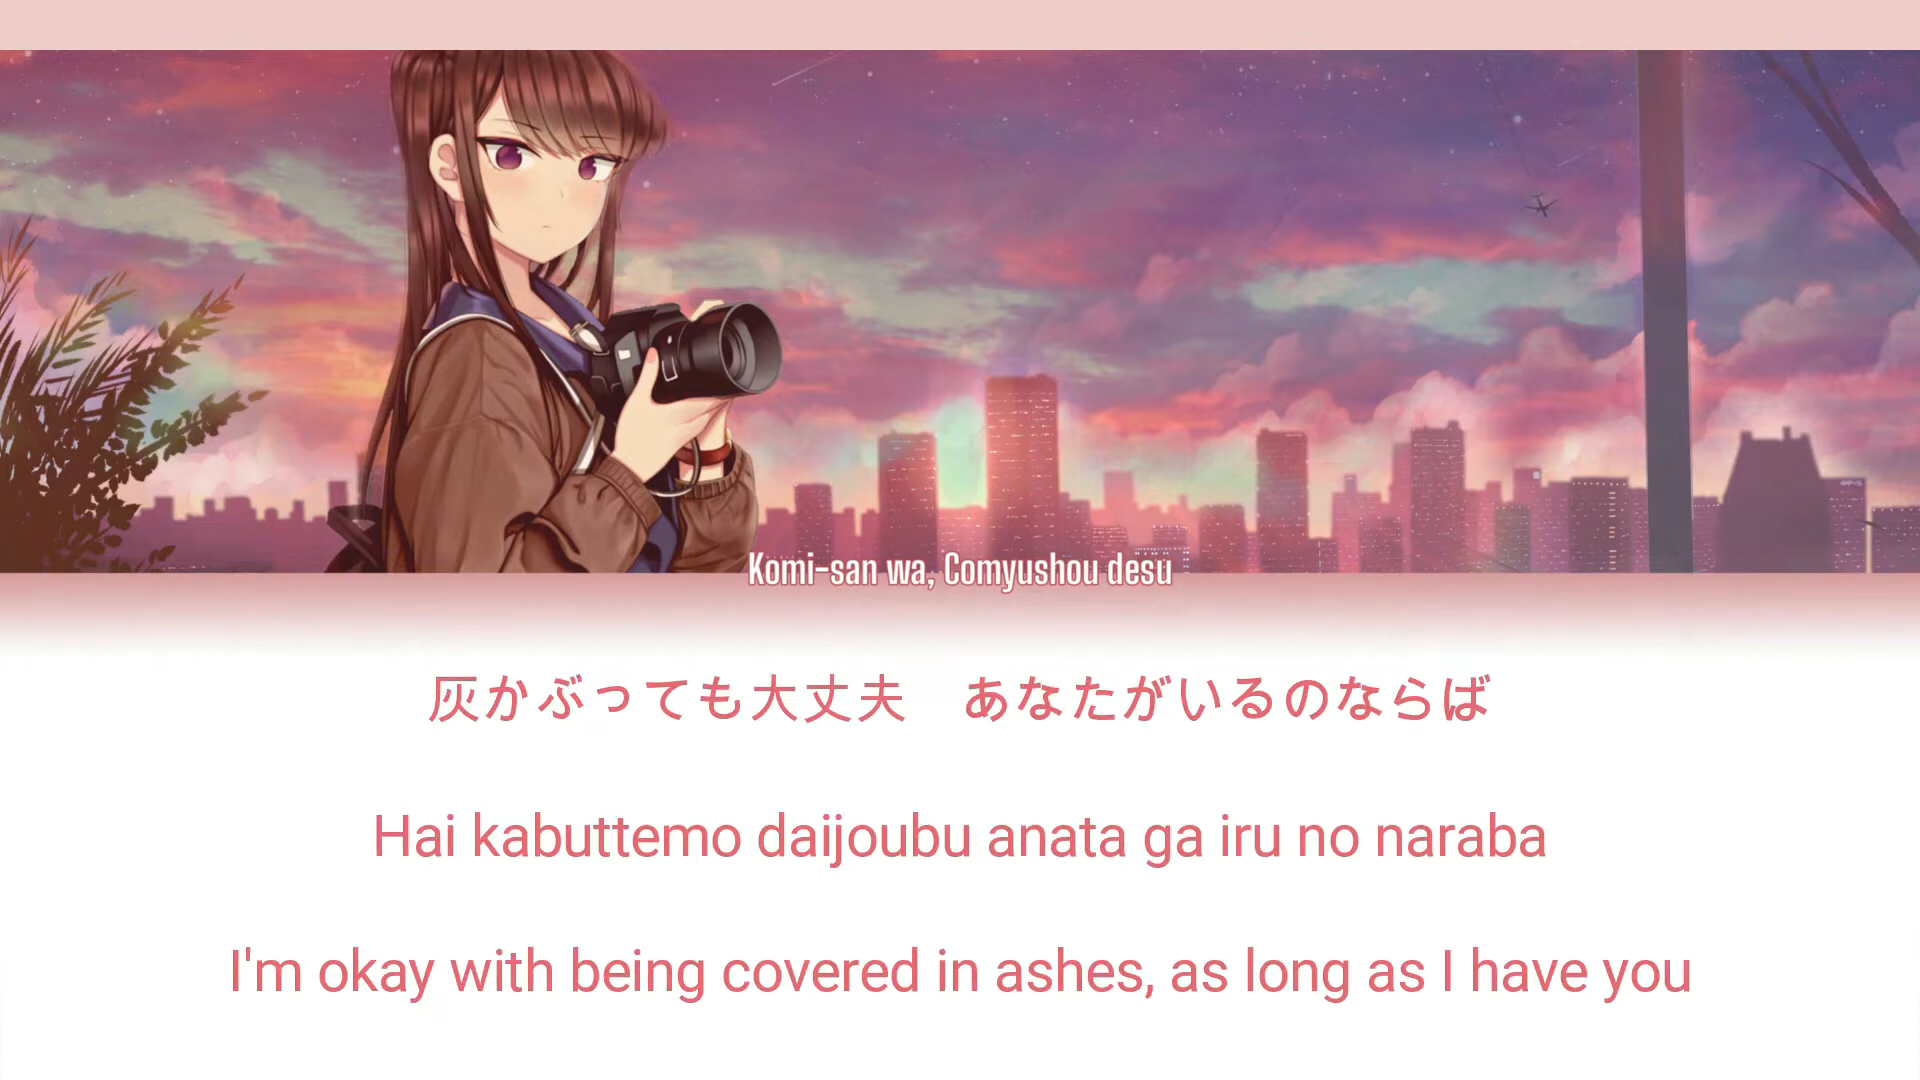 Komi-san wa, Comyushou desu
灰かぶっても大丈夫　あなたがいるのならば
Hai kabuttemo daijoubu anata ga iru no naraba
I'm okay with being covered in ashes, as long as I have you